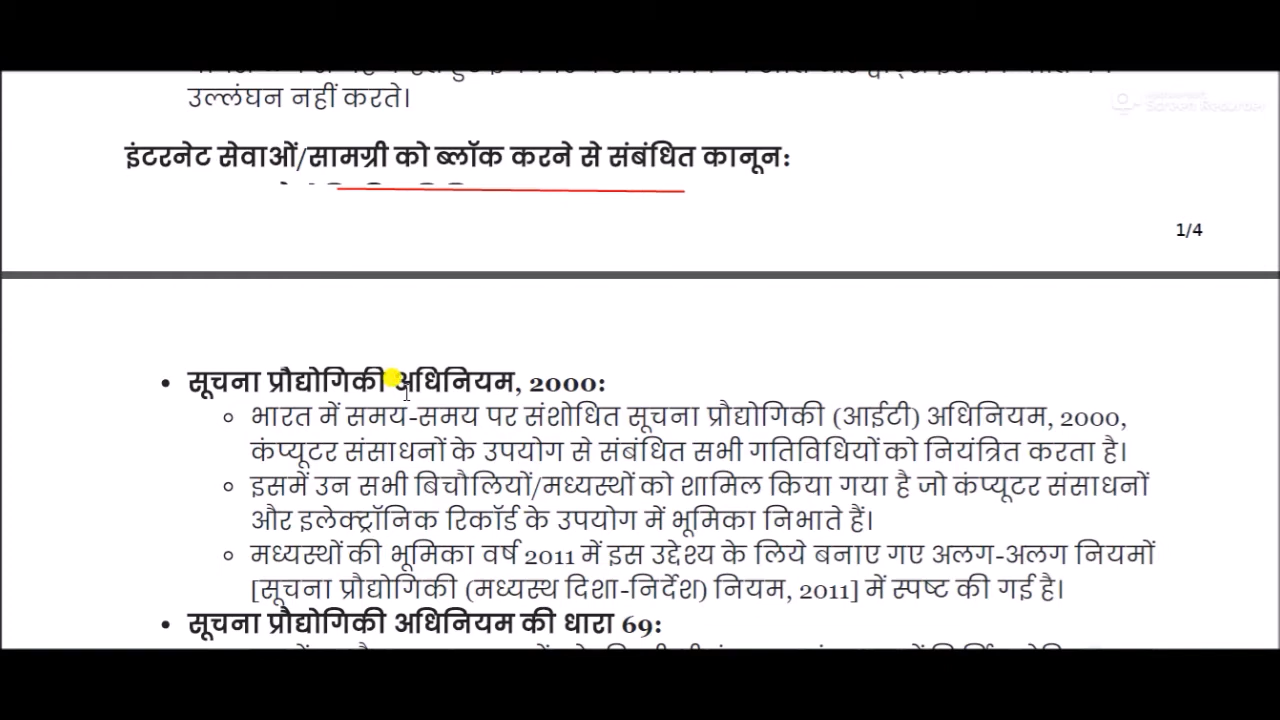 उल्लंघन नहीं करते।
इंटरनेट सेवाओं/सामग्री को ब्लॉक करने से संबंधित कानून:
1/4
• सूचना प्रौद्योगिकी अधिनियम, 2000:
○ भारत में समय-समय पर संशोधित सूचना प्रौद्योगिकी (आईटी) अधिनियम, 2000,
कंप्यूटर संसाधनों के उपयोग से संबंधित सभी गतिविधियों को नियंत्रित करता है।
○ इसमें उन सभी बिचौलियों/मध्यस्थों को शामिल किया गया है जो कंप्यूटर संसाधनों
और इलेक्ट्रॉनिक रिकॉर्ड के उपयोग में भूमिका निभाते हैं।
○ मध्यस्थों की भूमिका वर्ष 2011 में इस उद्देश्य के लिये बनाए गए अलग-अलग नियमों
[सूचना प्रौद्योगिकी (मध्यस्थ दिशा-निर्देश) नियम, 2011] में स्पष्ट की गई है।
• सूचना प्रौद्योगिकी अधिनियम की धारा 69: